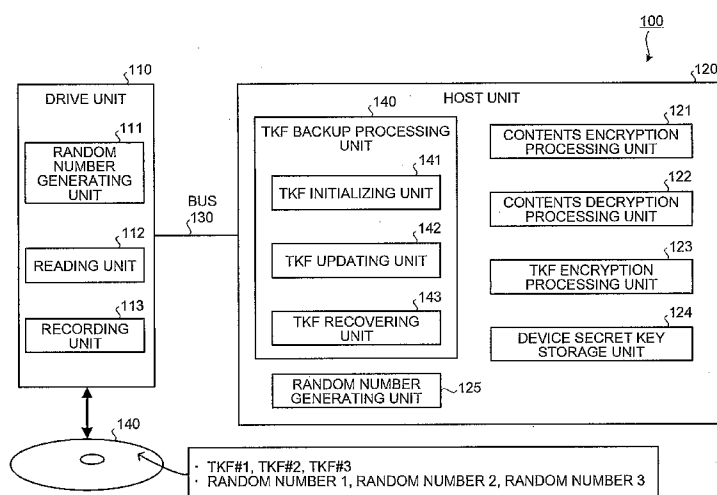 100
110
DRIVE UNIT
111
RANDOM
NUMBER
GENERATING
UNIT
112
READING UNIT
113
RECORDING
UNIT
BUS
130
120
HOST UNIT
140
TKF BACKUP PROCESSING
UNIT
141
TKF INITIALIZING UNIT
142
TKF UPDATING UNIT
143
TKF RECOVERING
UNIT
RANDOM NUMBER
GENERATING UNIT
125
121
CONTENTS ENCRYPTION
PROCESSING UNIT
122
CONTENTS DECRYPTION
PROCESSING UNIT
123
TKF ENCRYPTION
PROCESSING UNIT
124
DEVICE SECRET KEY
STORAGE UNIT
140
· TKF#1, TKF#2, TKF#3
· RANDOM NUMBER 1, RANDOM NUMBER 2, RANDOM NUMBER 3